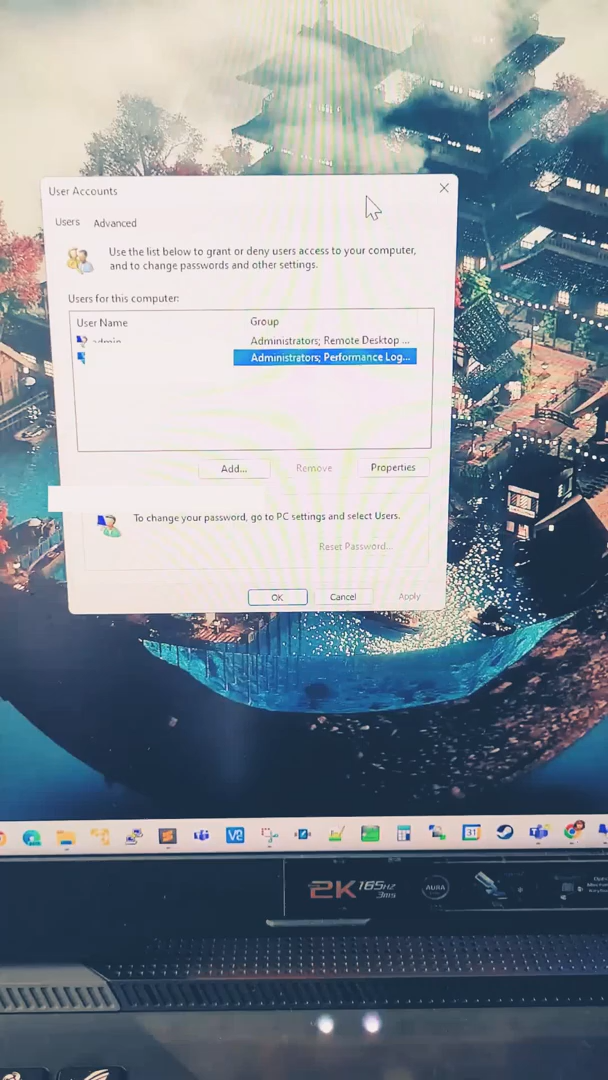 User Accounts
Users
Advanced
Use the list below to grant or deny users access to your computer,
and to change passwords and other settings.
Users for this computer:
User Name
Group
Administrators; Remote Desktop ...
Administrators; Performance Log...
Add...
Remove
Properties
To change your password, go to PC settings and select Users.
Reset Password...
OK
Cancel
Apply
31
2K 165Hz
3ms
AURA